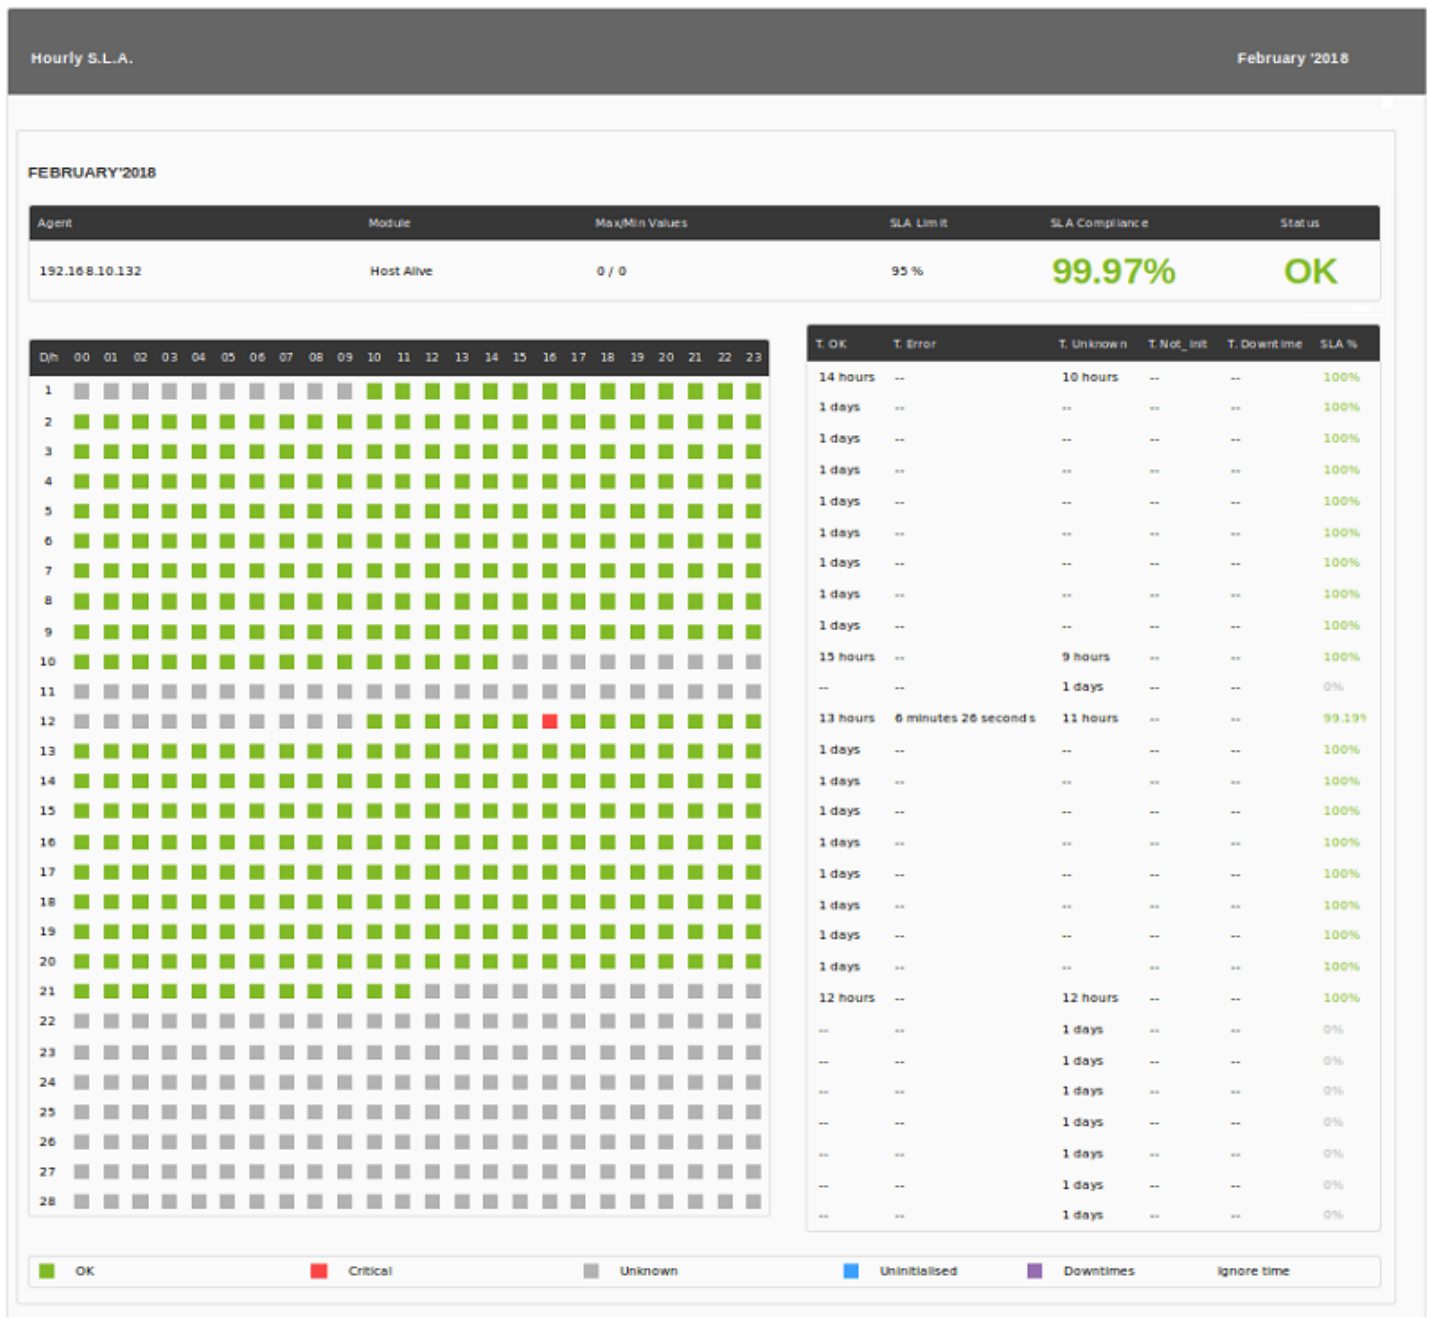 Hourly S.L.A. February '2018
FEBRUARY'2018
Agent Module Max/Min Values SLA Limit SLA Compliance Status
192.168.10.132 Host Alive 0 / 0 95 % 99.97% OK
D/h 00 01 02 03 04 05 06 07 08 09 10 11 12 13 14 15 16 17 18 19 20 21 22 23
1
2
3
4
5
6
7
8
9
10
11
12
13
14
15
16
17
18
19
20
21
22
23
24
25
26
27
28
T. OK T. Error T. Unknown T. Not_init T. Downtime SLA %
14 hours -- 10 hours -- -- 100%
1 days -- -- -- -- 100%
1 days -- -- -- -- 100%
1 days -- -- -- -- 100%
1 days -- -- -- -- 100%
1 days -- -- -- -- 100%
1 days -- -- -- -- 100%
1 days -- -- -- -- 100%
1 days -- -- -- -- 100%
15 hours -- 9 hours -- -- 100%
-- -- 1 days -- -- 0%
13 hours 6 minutes 26 seconds 11 hours -- -- 99.19%
1 days -- -- -- -- 100%
1 days -- -- -- -- 100%
1 days -- -- -- -- 100%
1 days -- -- -- -- 100%
1 days -- -- -- -- 100%
1 days -- -- -- -- 100%
1 days -- -- -- -- 100%
1 days -- -- -- -- 100%
12 hours -- 12 hours -- -- 100%
-- -- 1 days -- -- 0%
-- -- 1 days -- -- 0%
-- -- 1 days -- -- 0%
-- -- 1 days -- -- 0%
-- -- 1 days -- -- 0%
-- -- 1 days -- -- 0%
-- -- 1 days -- -- 0%
OK Critical Unknown Uninitialised Downtimes Ignore time